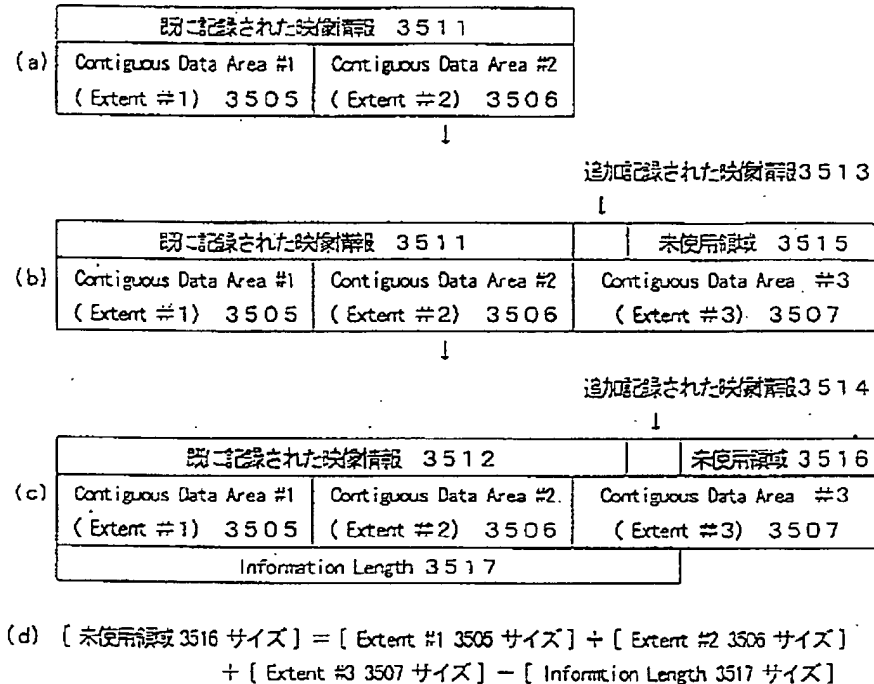 既に記録された映像情報 3511
(a) Contiguous Data Area #1 Contiguous Data Area #2
(Extent #1) 3505 (Extent #2) 3506
↓
追加記録された映像情報3513
↓
既に記録された映像情報 3511 未使用領域 3515
(b) Contiguous Data Area #1 Contiguous Data Area #2 Contiguous Data Area #3
(Extent #1) 3505 (Extent #2) 3506 (Extent #3) 3507
↓
追加記録された映像情報3514
↓
既に記録された映像情報 3512 未使用領域 3516
(c) Contiguous Data Area #1 Contiguous Data Area #2 Contiguous Data Area #3
(Extent #1) 3505 (Extent #2) 3506 (Extent #3) 3507
Information Length 3517
(d) [未使用領域 3516 サイズ] = [Extent #1 3505 サイズ] + [Extent #2 3506 サイズ]
+ [Extent #3 3507 サイズ] − [Informtion Length 3517 サイズ]